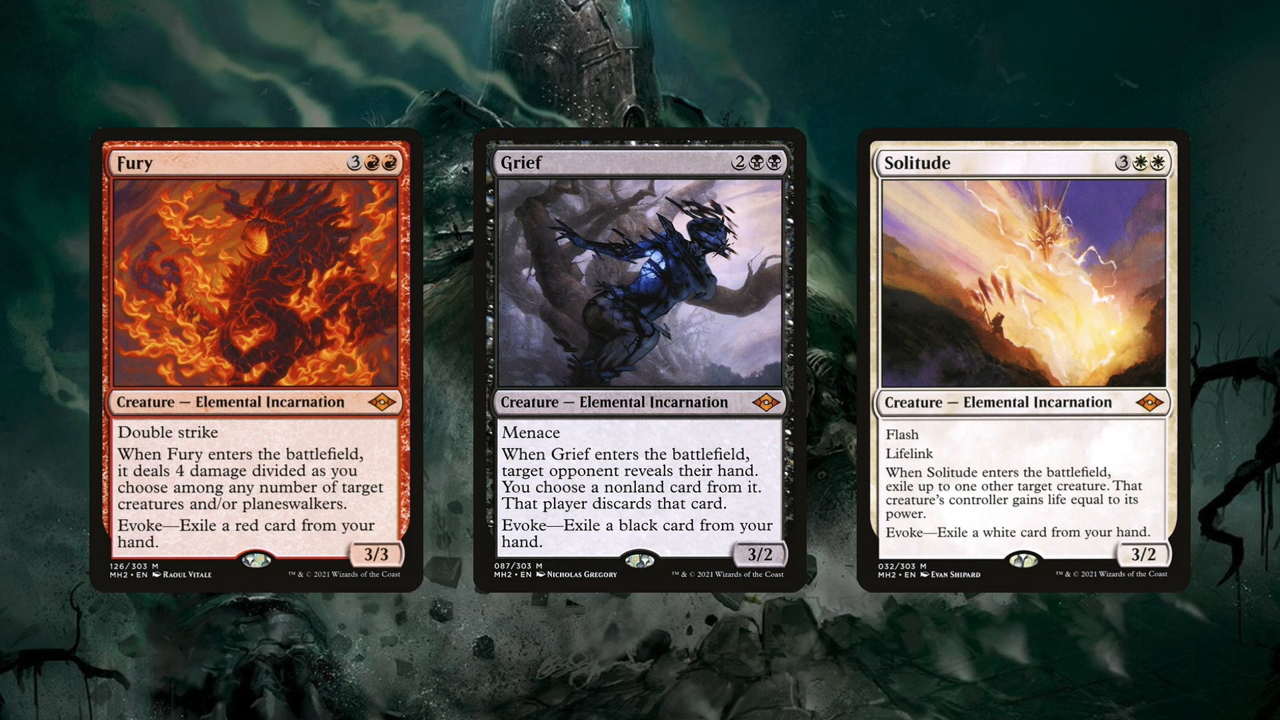 Fury
3
Creature — Elemental Incarnation
Double strike
When Fury enters the battlefield,
it deals 4 damage divided as you
choose among any number of target
creatures and/or planeswalkers.
Evoke—Exile a red card from your
hand.
3/3
126/303 M
MH2 • EN Raoul Vitale
™ & © 2021 Wizards of the Coast
Grief
2
Creature — Elemental Incarnation
Menace
When Grief enters the battlefield,
target opponent reveals their hand.
You choose a nonland card from it.
That player discards that card.
Evoke—Exile a black card from your
hand.
3/2
087/303 M
MH2 • EN Nicholas Gregory
™ & © 2021 Wizards of the Coast
Solitude
3
Creature — Elemental Incarnation
Flash
Lifelink
When Solitude enters the battlefield,
exile up to one other target creature. That
creature's controller gains life equal to its
power.
Evoke—Exile a white card from your hand.
3/2
032/303 M
MH2 • EN Evan Shipard
™ & © 2021 Wizards of the Coast